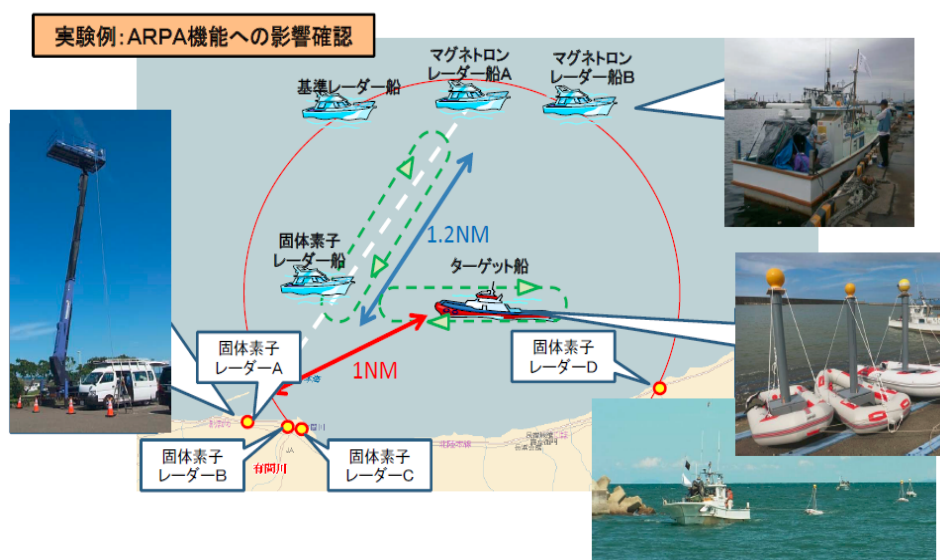 実験例:ARPA機能への影響確認
基準レーダー船
マグネトロン
レーダー船A
マグネトロン
レーダー船B
固体素子
レーダー船
1.2NM
ターゲット船
1NM
固体素子
レーダーA
固体素子
レーダーD
固体素子
レーダーB
固体素子
レーダーC
有間川
JA
北陸本線